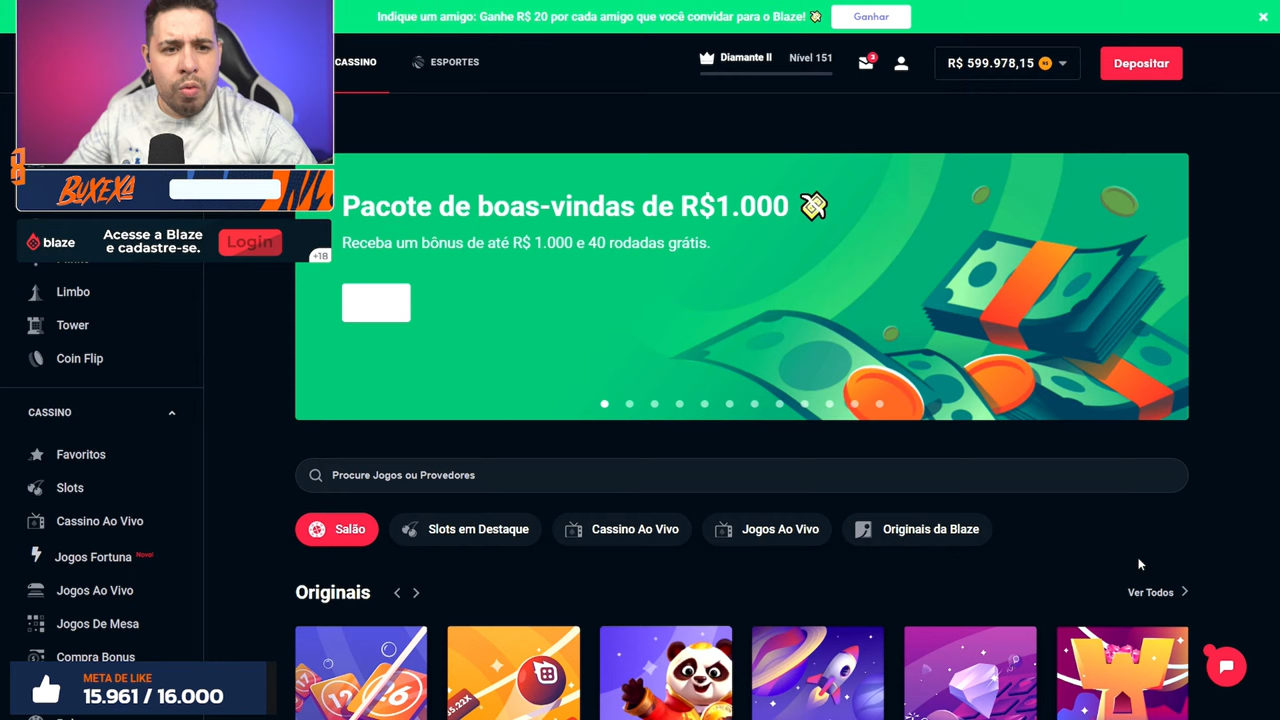 Indique um amigo: Ganhe R$ 20 por cada amigo que você convidar para o Blaze!
Ganhar
CASSINO
ESPORTES
Diamante II
Nível 151
3
R$ 599.978,15
R$
Depositar
BUXEXA
blaze
Acesse a Blaze
e cadastre-se.
Login
+18
Pacote de boas-vindas de R$1.000
Receba um bônus de até R$ 1.000 e 40 rodadas grátis.
Limbo
Tower
Coin Flip
CASSINO
Favoritos
Slots
Cassino Ao Vivo
Jogos Fortuna Novo!
Jogos Ao Vivo
Jogos De Mesa
Compra Bonus
Procure Jogos ou Provedores
Salão
Slots em Destaque
Cassino Ao Vivo
Jogos Ao Vivo
Originais da Blaze
Originais
Ver Todos
12
META DE LIKE
15.961 / 16.000